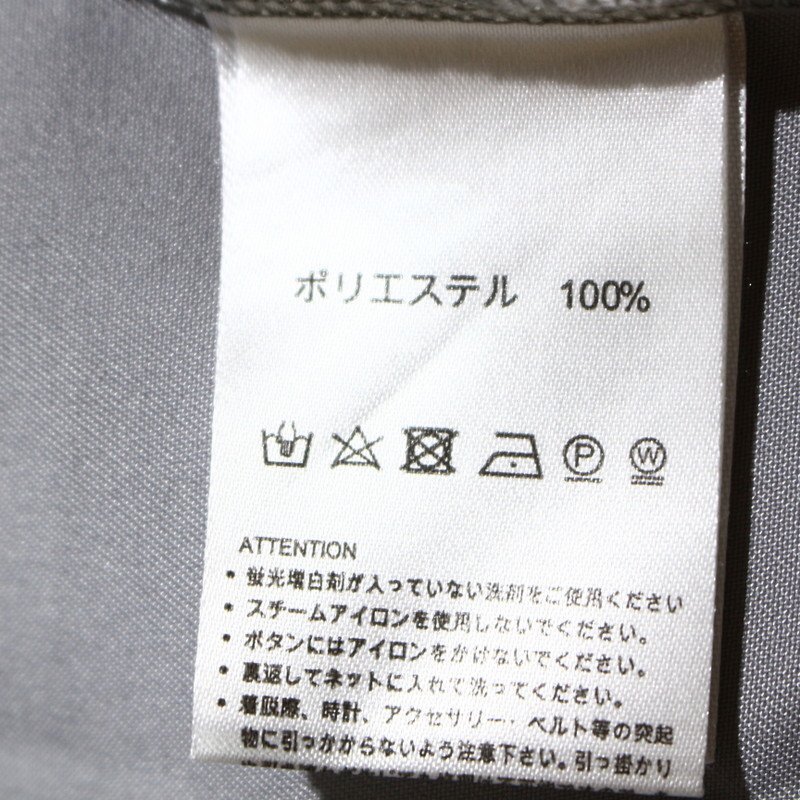 ポリエステル 100%
P W
ATTENTION
・蛍光増白剤が入っていない洗剤をご使用ください
・スチームアイロンを使用しないでください。
・ボタンにはアイロンをかけないでください。
・裏返してネットに入れて洗ってください。
・着脱際、時計、アクセサリー・ベルト等の突起
物に引っかからないよう注意下さい。引っ掛かり